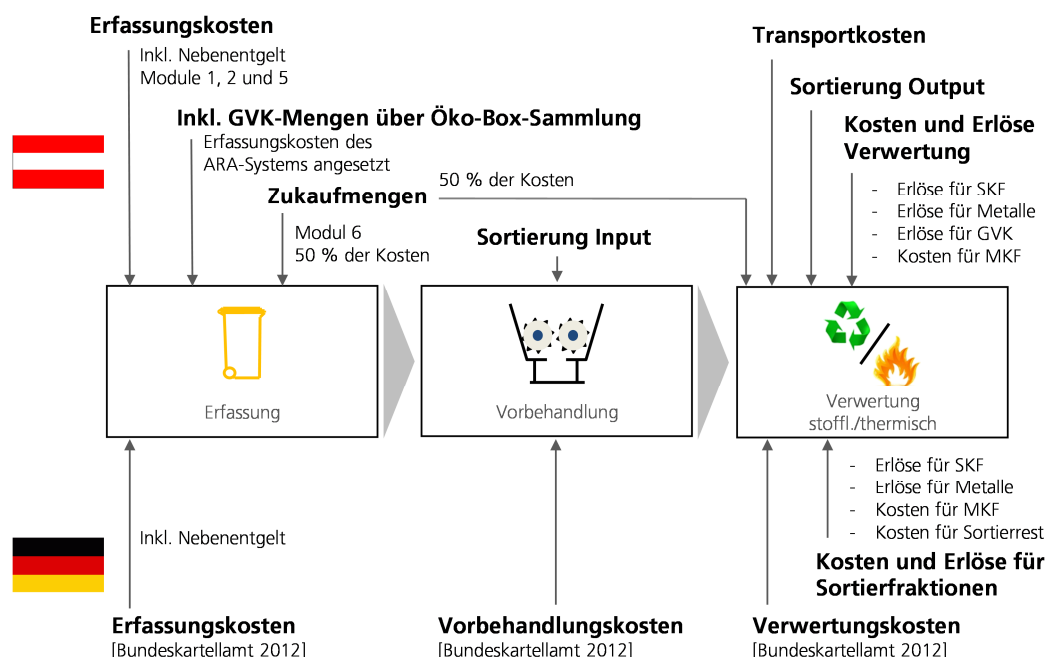 Erfassungskosten
Inkl. Nebenentgelt
Module 1, 2 und 5
Inkl. GVK-Mengen über Öko-Box-Sammlung
Erfassungskosten des
ARA-Systems angesetzt
Zukaufmengen
50 % der Kosten
Modul 6
50 % der Kosten
Sortierung Input
Transportkosten
Sortierung Output
Kosten und Erlöse
Verwertung
- Erlöse für SKF
- Erlöse für Metalle
- Erlöse für GVK
- Kosten für MKF
Erfassung
Vorbehandlung
Verwertung
stoffl./thermisch
Inkl. Nebenentgelt
- Erlöse für SKF
- Erlöse für Metalle
- Kosten für MKF
- Kosten für Sortierrest
Kosten und Erlöse für
Sortierfraktionen
Erfassungskosten
[Bundeskartellamt 2012]
Vorbehandlungskosten
[Bundeskartellamt 2012]
Verwertungskosten
[Bundeskartellamt 2012]